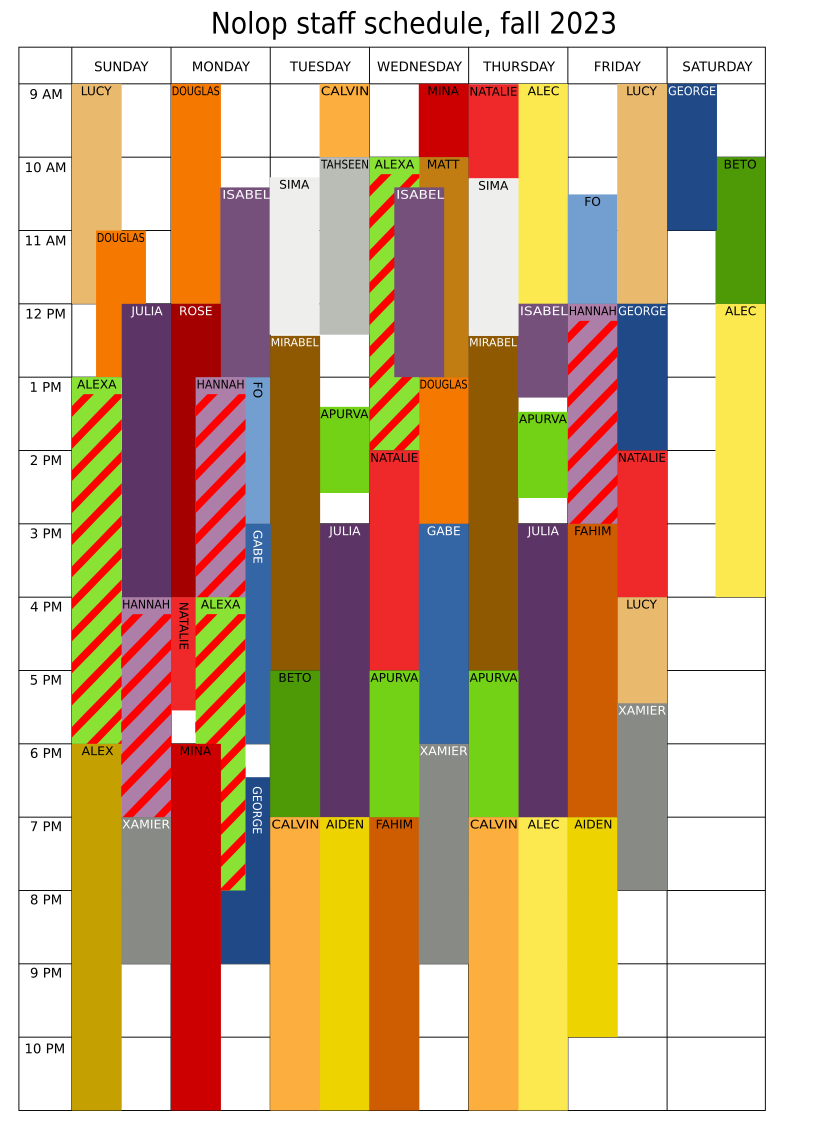 Nolop staff schedule, fall 2023
SUNDAY MONDAY TUESDAY WEDNESDAY THURSDAY FRIDAY SATURDAY
9 AM LUCY DOUGLAS CALVIN MINA NATALIE ALEC LUCY GEORGE
10 AM TAHSEEN ALEXA MATT BETO
SIMA SIMA
ISABEL ISABEL
FO
11 AM DOUGLAS
12 PM JULIA ROSE ISABEL HANNAH GEORGE ALEC
MIRABEL MIRABEL
1 PM ALEXA HANNAH FO DOUGLAS
APURVA APURVA
2 PM NATALIE NATALIE
3 PM GABE JULIA GABE JULIA FAHIM
4 PM HANNAH NATALIE ALEXA LUCY
5 PM BETO APURVA APURVA
XAMIER
6 PM ALEX MINA XAMIER
GEORGE
7 PM XAMIER CALVIN AIDEN FAHIM CALVIN ALEC AIDEN
8 PM
9 PM
10 PM